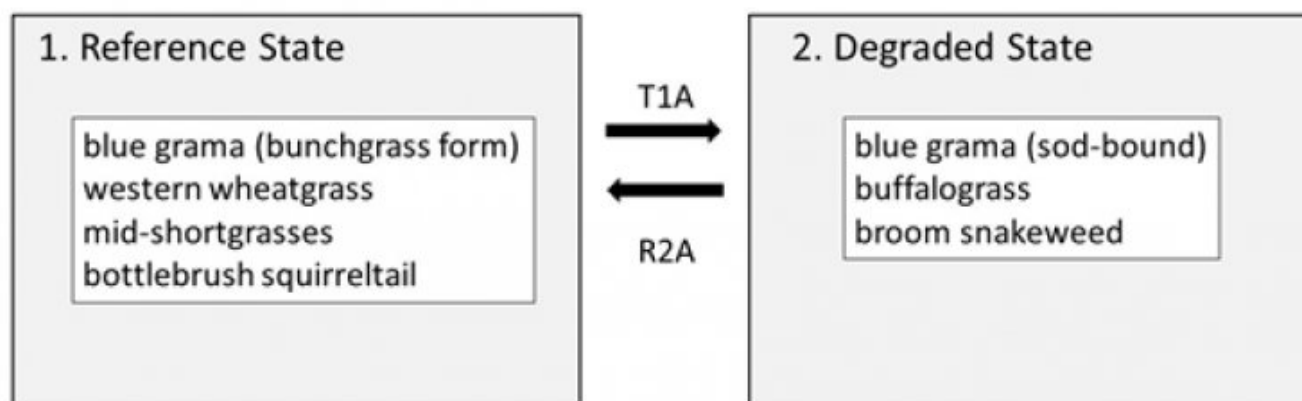 1. Reference State
blue grama (bunchgrass form)
western wheatgrass
mid-shortgrasses
bottlebrush squirreltail
T1A
R2A
2. Degraded State
blue grama (sod-bound)
buffalograss
broom snakeweed